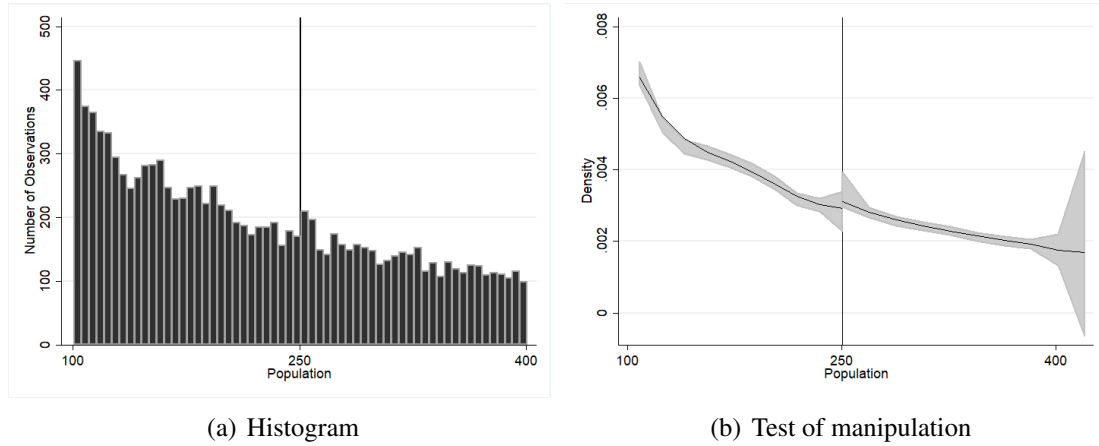 500
400
300
200
100
0
Number of Observations
100
250
400
Population
.008
.006
.004
.002
0
Density
100
250
400
Population
(a) Histogram
(b) Test of manipulation